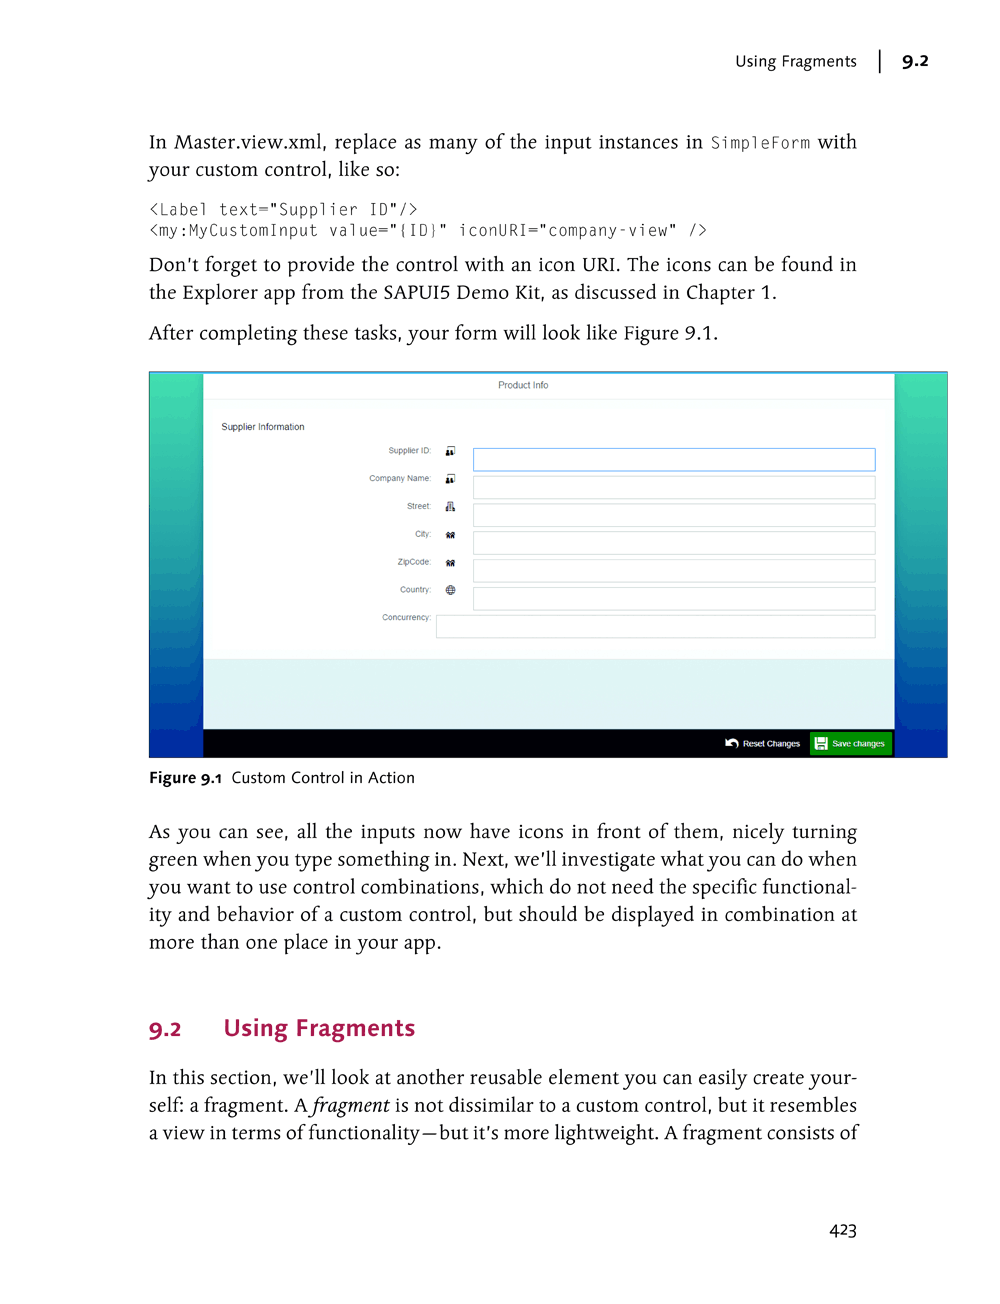 Using Fragments 9.2
In Master.view.xml, replace as many of the input instances in SimpleForm with
your custom control, like so:
<Label text="Supplier ID"/>
<my:MyCustomInput value="{ID}" iconURI="company-view" />
Don't forget to provide the control with an icon URI. The icons can be found in
the Explorer app from the SAPUI5 Demo Kit, as discussed in Chapter 1.
After completing these tasks, your form will look like Figure 9.1.
Product Info
Supplier Information
Supplier ID:
Company Name:
Street:
City:
ZipCode:
Country:
Concurrency:
Reset Changes Save changes
Figure 9.1 Custom Control in Action
As you can see, all the inputs now have icons in front of them, nicely turning
green when you type something in. Next, we'll investigate what you can do when
you want to use control combinations, which do not need the specific functional-
ity and behavior of a custom control, but should be displayed in combination at
more than one place in your app.
9.2 Using Fragments
In this section, we'll look at another reusable element you can easily create your-
self: a fragment. A fragment is not dissimilar to a custom control, but it resembles
a view in terms of functionality—but it's more lightweight. A fragment consists of
423